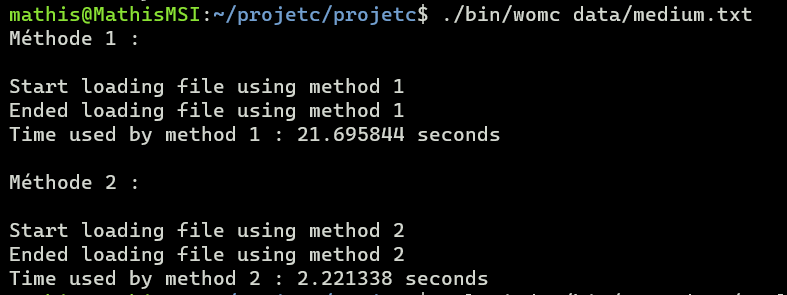 mathis@MathisMSI:~/projetc/projetc$ ./bin/womc data/medium.txt
Méthode 1 :
Start loading file using method 1
Ended loading file using method 1
Time used by method 1 : 21.695844 seconds
Méthode 2 :
Start loading file using method 2
Ended loading file using method 2
Time used by method 2 : 2.221338 seconds